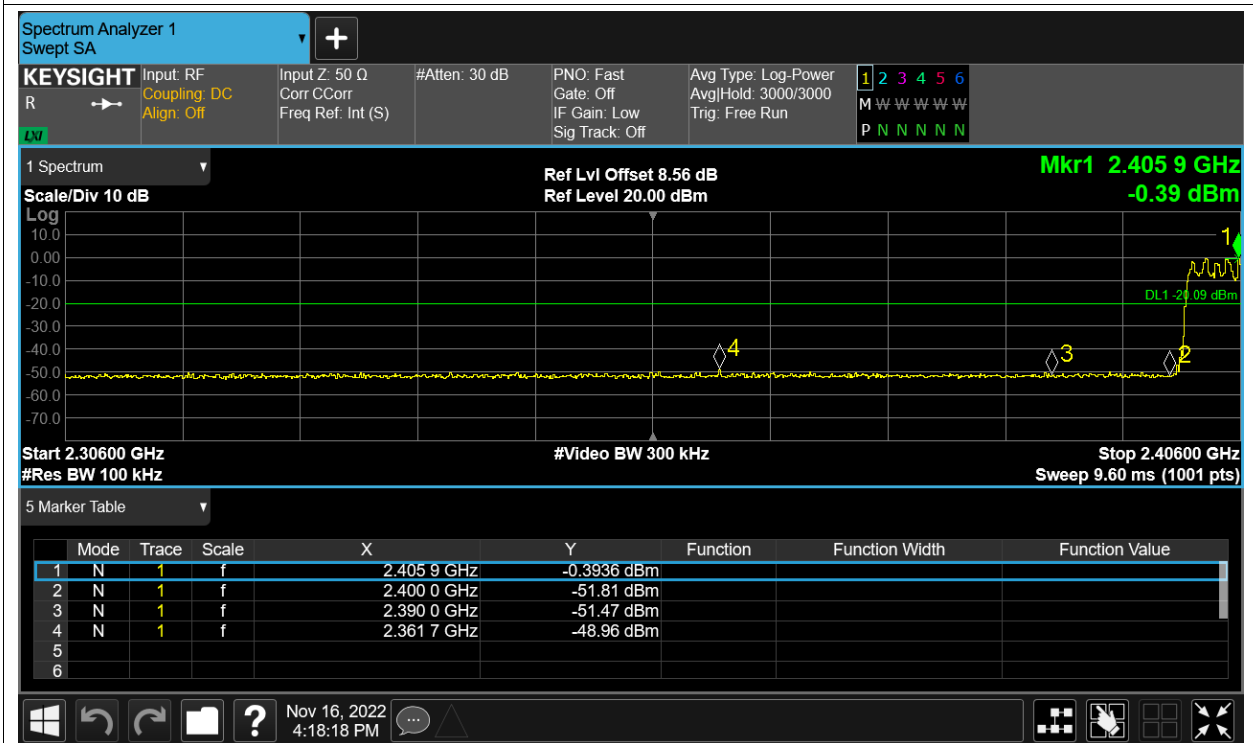 Spectrum Analyzer 1
Swept SA
KEYSIGHT
R
LXI
Input: RF
Coupling: DC
Align: Off
Input Z: 50 Ω
Corr CCorr
Freq Ref: Int (S)
#Atten: 30 dB
PNO: Fast
Gate: Off
IF Gain: Low
Sig Track: Off
Avg Type: Log-Power
Avg|Hold: 3000/3000
Trig: Free Run
1 2 3 4 5 6
M W W W W W
P N N N N N
1 Spectrum
Scale/Div 10 dB
Ref Lvl Offset 8.56 dB
Ref Level 20.00 dBm
Mkr1 2.405 9 GHz
-0.39 dBm
Log
10.0
0.00
-10.0
-20.0
-30.0
-40.0
-50.0
-60.0
-70.0
1
DL1 -20.09 dBm
4
3
2
Start 2.30600 GHz
#Video BW 300 kHz
Stop 2.40600 GHz
#Res BW 100 kHz
Sweep 9.60 ms (1001 pts)
5 Marker Table
Mode Trace Scale X Y Function Function Width Function Value
1 N 1 f 2.405 9 GHz -0.3936 dBm
2 N 1 f 2.400 0 GHz -51.81 dBm
3 N 1 f 2.390 0 GHz -51.47 dBm
4 N 1 f 2.361 7 GHz -48.96 dBm
5
6
?
Nov 16, 2022
4:18:18 PM